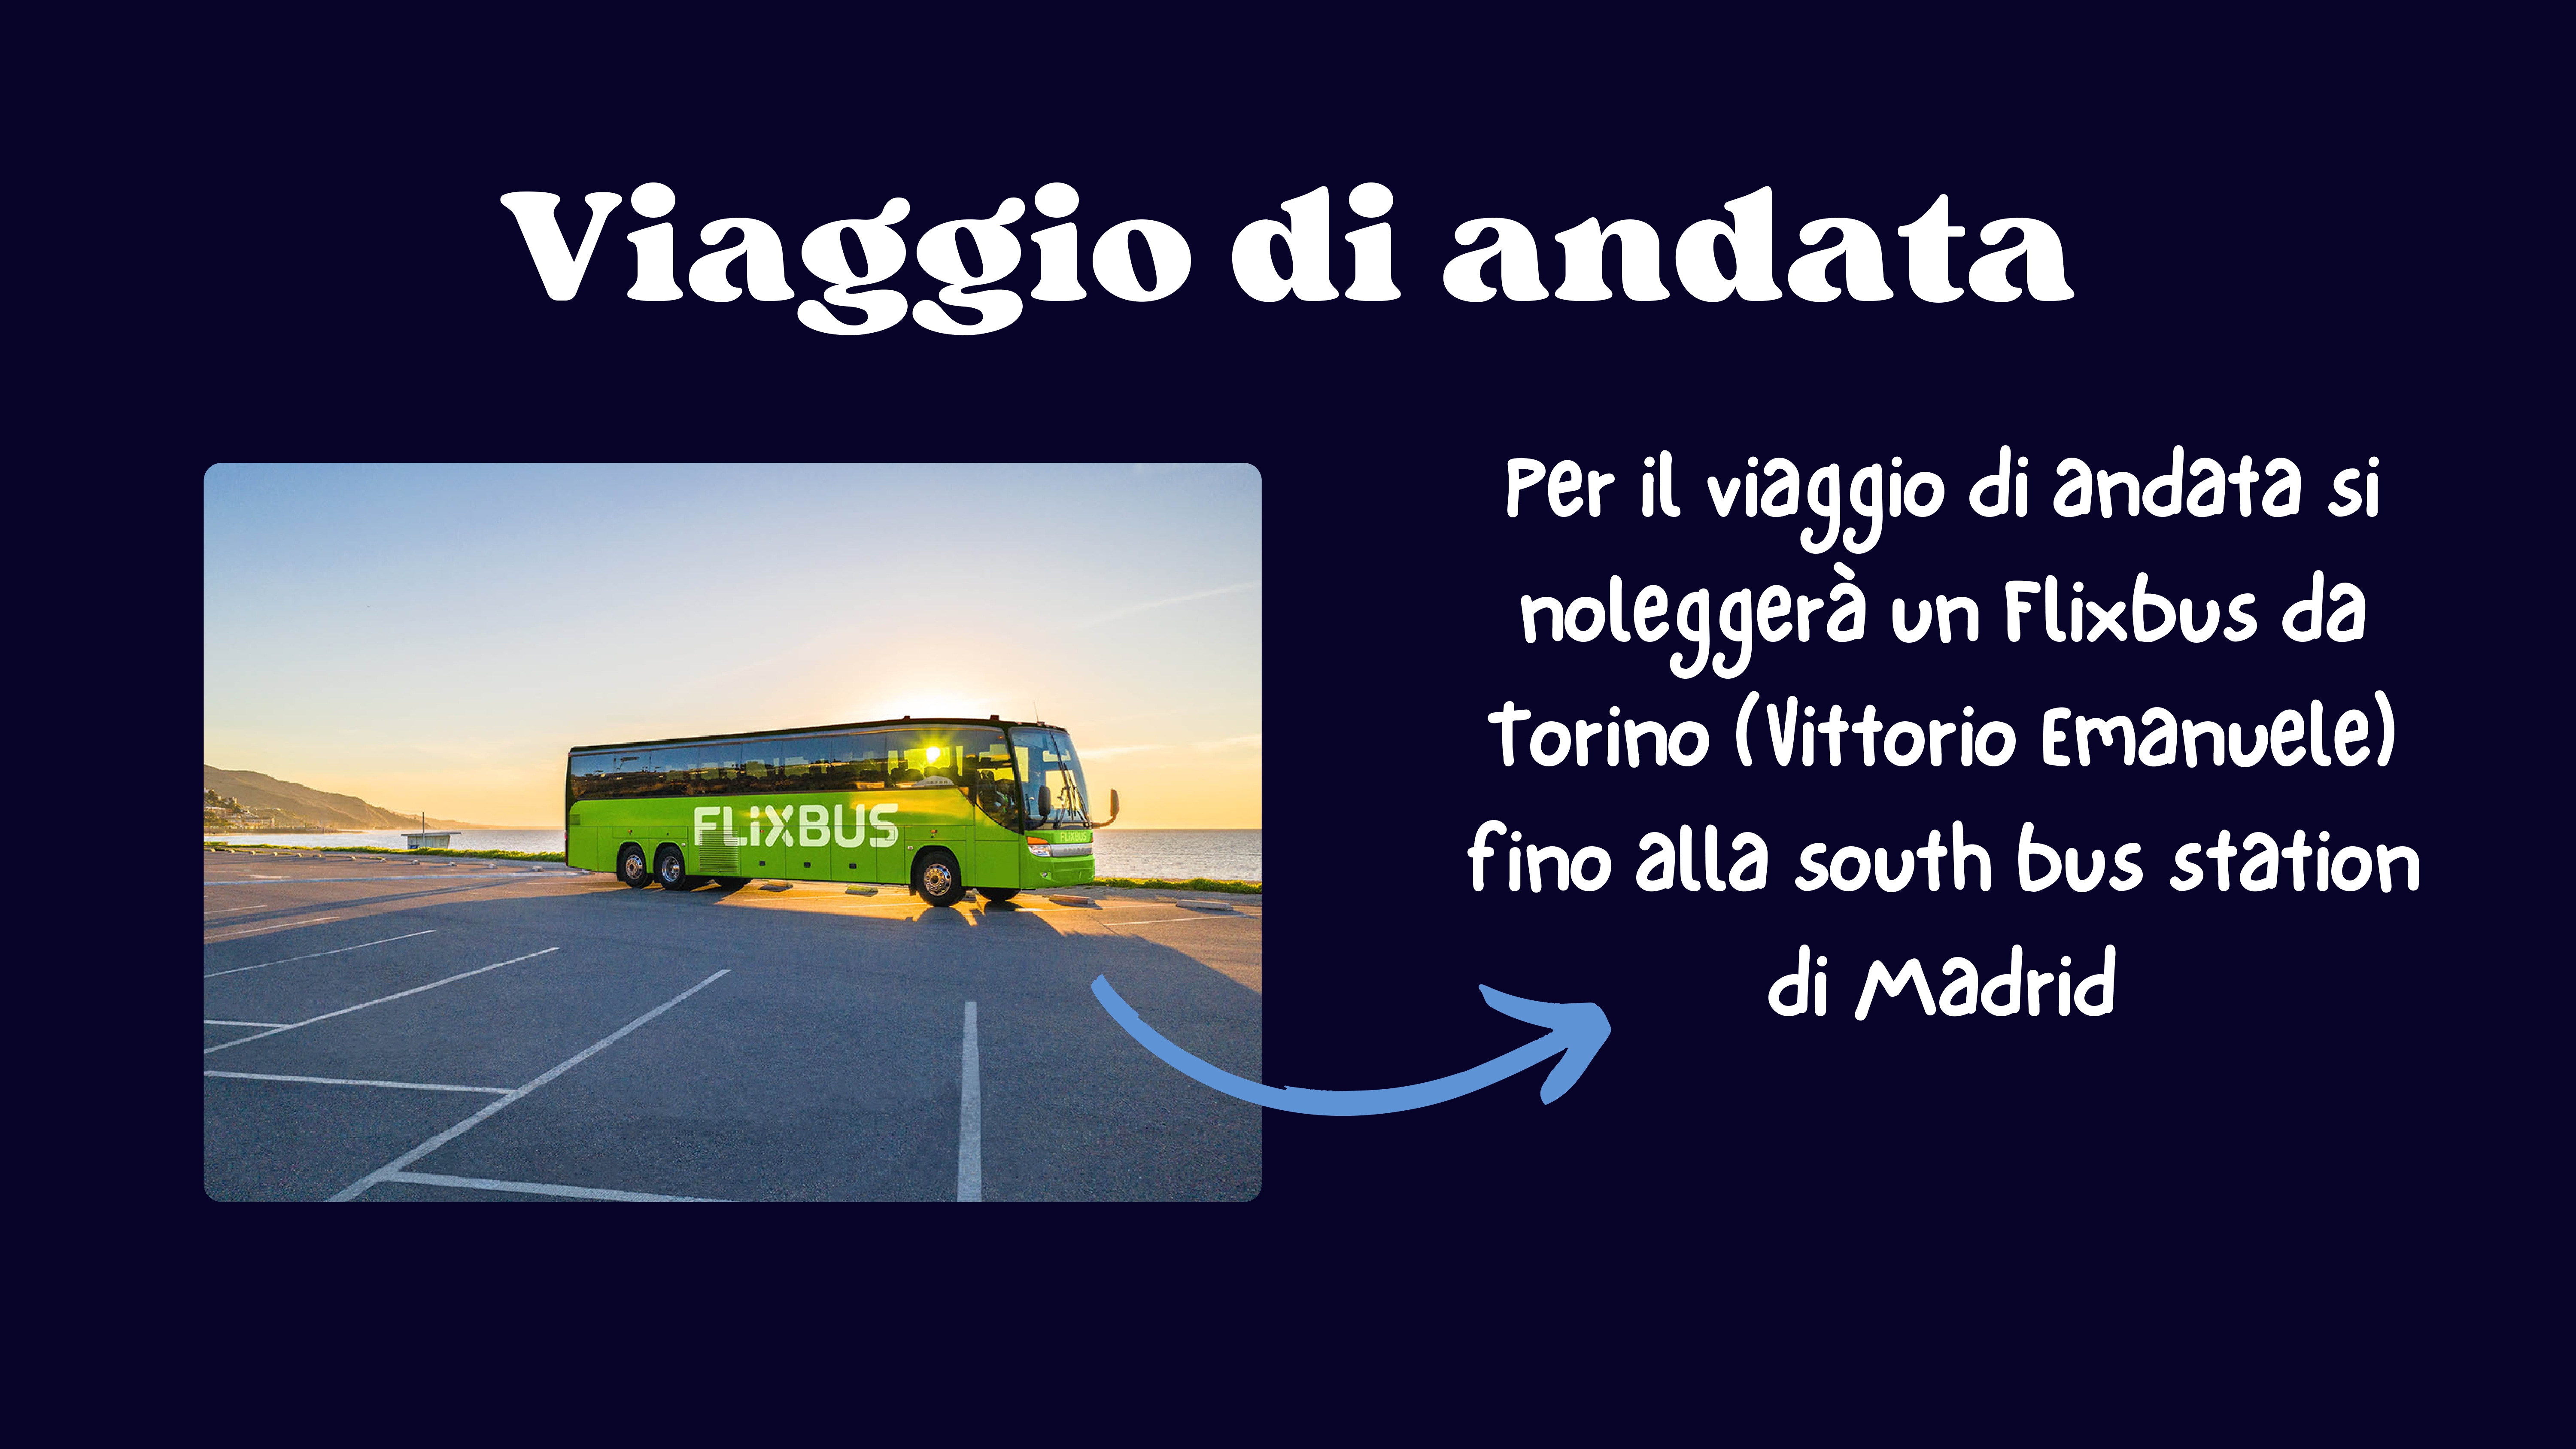 Viaggio di andata
Per il viaggio di andata si
noleggerà un Flixbus da
Torino (Vittorio Emanuele)
fino alla south bus station
di Madrid
FLiXBUS
FLiXBUS